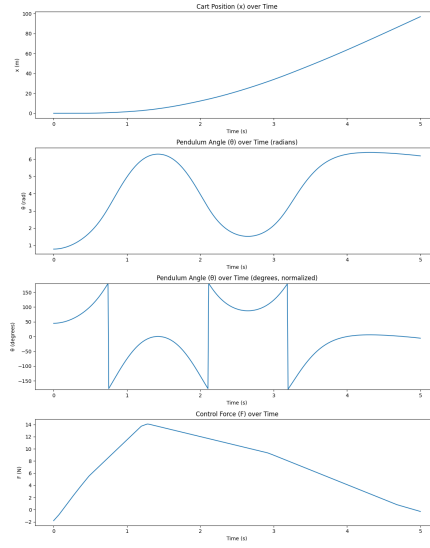 Cart Position (x) over Time
100
80
60
40
20
0
x (m)
0 1 2 3 4 5
Time (s)
Pendulum Angle (θ) over Time (radians)
6
5
4
3
2
1
θ (rad)
0 1 2 3 4 5
Time (s)
Pendulum Angle (θ) over Time (degrees, normalized)
150
100
50
0
−50
−100
−150
θ (degrees)
0 1 2 3 4 5
Time (s)
Control Force (F) over Time
14
12
10
8
6
4
2
0
−2
F (N)
0 1 2 3 4 5
Time (s)